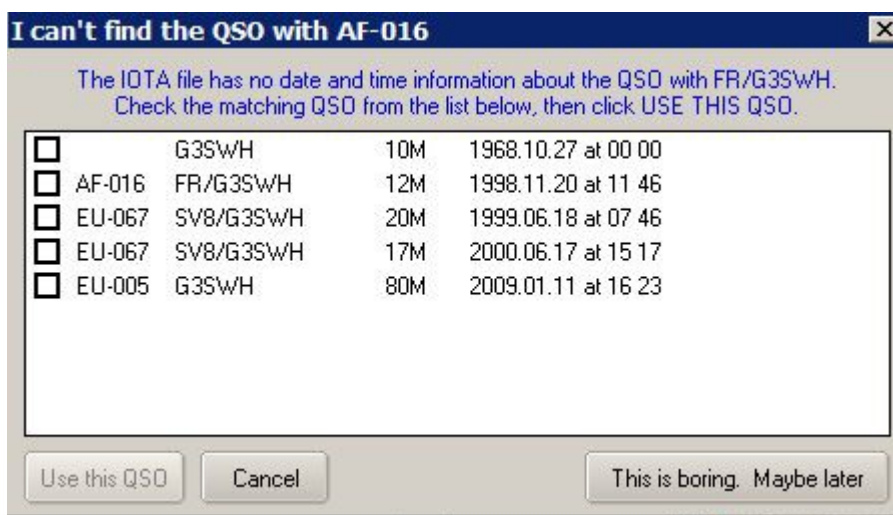 I can't find the QSO with AF-016
The IOTA file has no date and time information about the QSO with FR/G3SWH.
Check the matching QSO from the list below, then click USE THIS QSO.
G3SWH 10M 1968.10.27 at 00 00
AF-016 FR/G3SWH 12M 1998.11.20 at 11 46
EU-067 SV8/G3SWH 20M 1999.06.18 at 07 46
EU-067 SV8/G3SWH 17M 2000.06.17 at 15 17
EU-005 G3SWH 80M 2009.01.11 at 16 23
Use this QSO Cancel This is boring. Maybe later